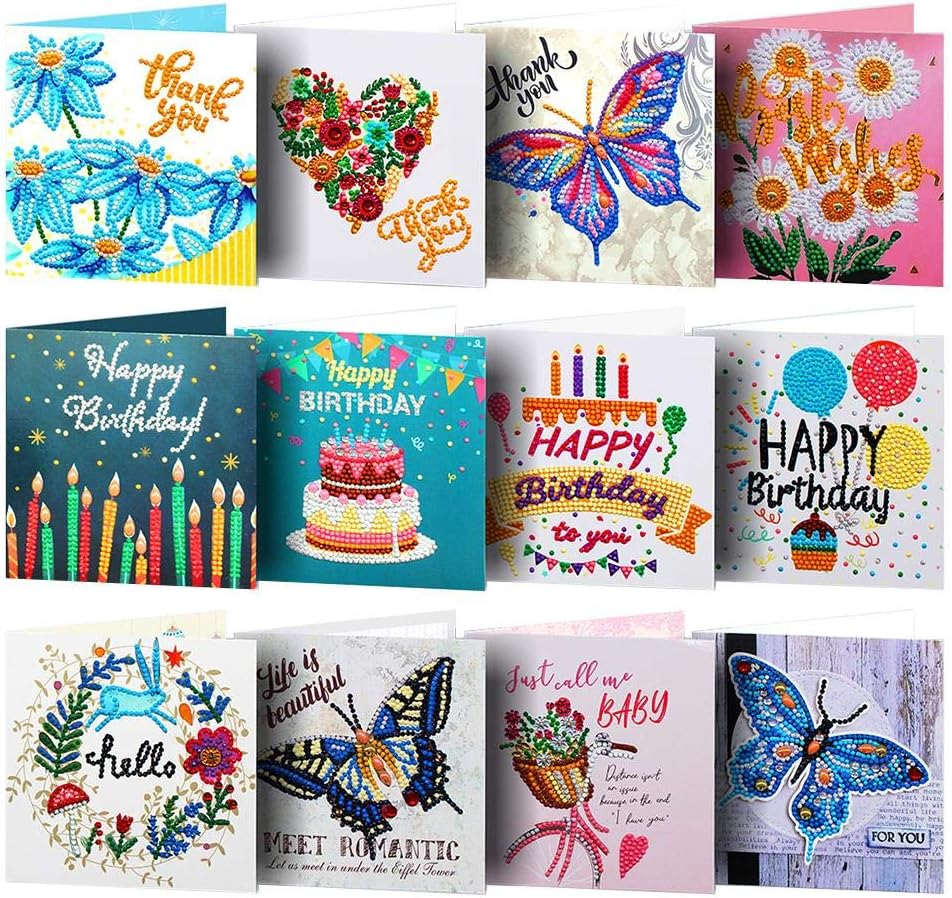 thank
you
thank
you
thank
you
Best
Wishes
Happy
Birthday!
Happy
BIRTHDAY
HAPPY
Birthday
to you
HAPPY
Birthday
hello
Life is
beautiful
MEET ROMANTIC
Let us meet in under the Eiffel Tower
Just call me
BABY
Distance isn't
an issue
because in the end
"I have you"
FOR YOU